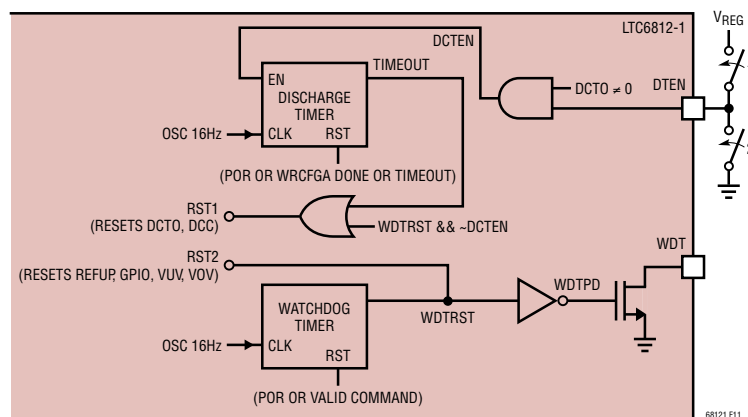 LTC6812-1
VREG
DCTEN
TIMEOUT
EN
DISCHARGE
TIMER
DCTO ≠ 0
DTEN
1
OSC 16Hz
CLK
RST
2
(POR OR WRCFGA DONE OR TIMEOUT)
RST1
(RESETS DCTO, DCC)
WDTRST && ~DCTEN
RST2
(RESETS REFUP, GPIO, VUV, VOV)
WDT
WATCHDOG
TIMER
WDTPD
WDTRST
OSC 16Hz
CLK
RST
(POR OR VALID COMMAND)
68121 F11